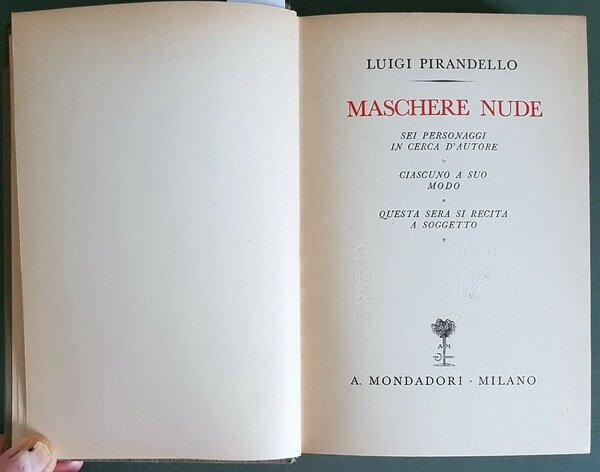 LUIGI PIRANDELLO
MASCHERE NUDE
SEI PERSONAGGI
IN CERCA D'AUTORE
*
CIASCUNO A SUO
MODO
*
QUESTA SERA SI RECITA
A SOGGETTO
*
A. MONDADORI · MILANO